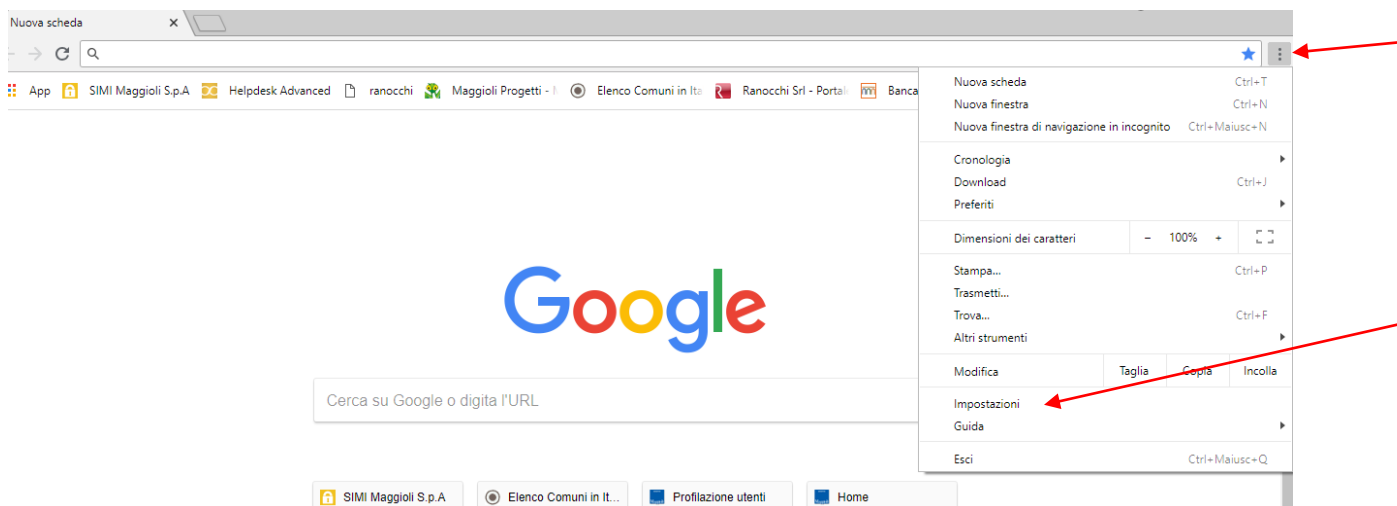 Nuova scheda
App SIMI Maggioli S.p.A Helpdesk Advanced ranocchi Maggioli Progetti - Elenco Comuni in Ita Ranocchi Srl - Portal Banca
Nuova scheda Ctrl+T
Nuova finestra Ctrl+N
Nuova finestra di navigazione in incognito Ctrl+Maiusc+N
Cronologia
Download Ctrl+J
Preferiti
Dimensioni dei caratteri − 100% +
Stampa... Ctrl+P
Trasmetti...
Trova... Ctrl+F
Altri strumenti
Modifica Taglia Copia Incolla
Impostazioni
Guida
Esci Ctrl+Maiusc+Q
Google
Cerca su Google o digita l'URL
SIMI Maggioli S.p.A Elenco Comuni in It... Profilazione utenti Home